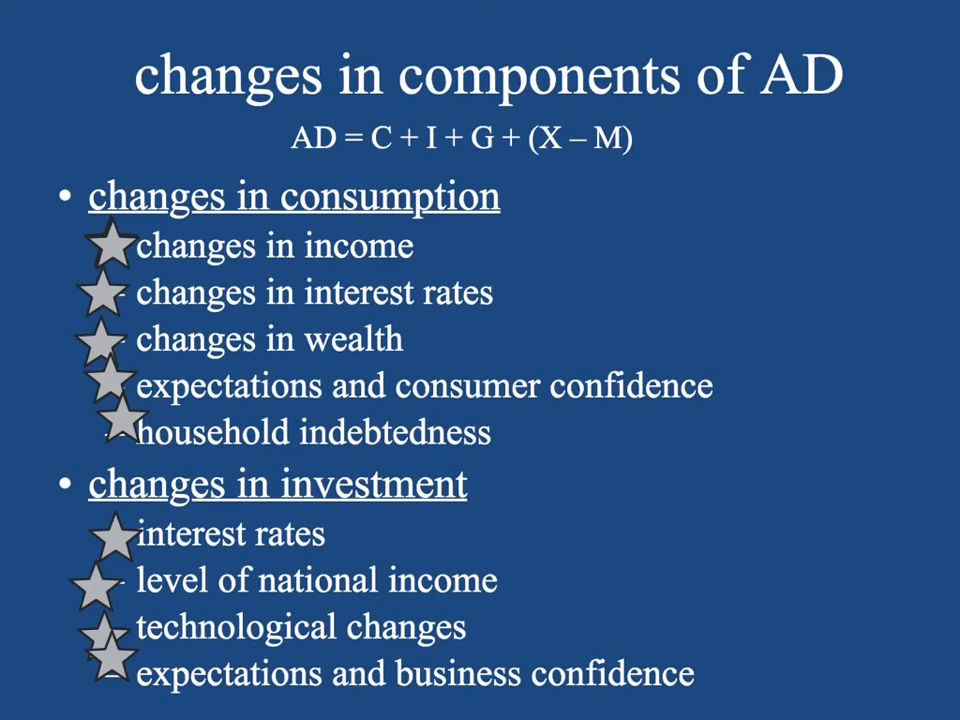 changes in components of AD
AD = C + I + G + (X – M)
• changes in consumption
changes in income
– changes in interest rates
– changes in wealth
– expectations and consumer confidence
– household indebtedness
• changes in investment
interest rates
– level of national income
technological changes
– expectations and business confidence